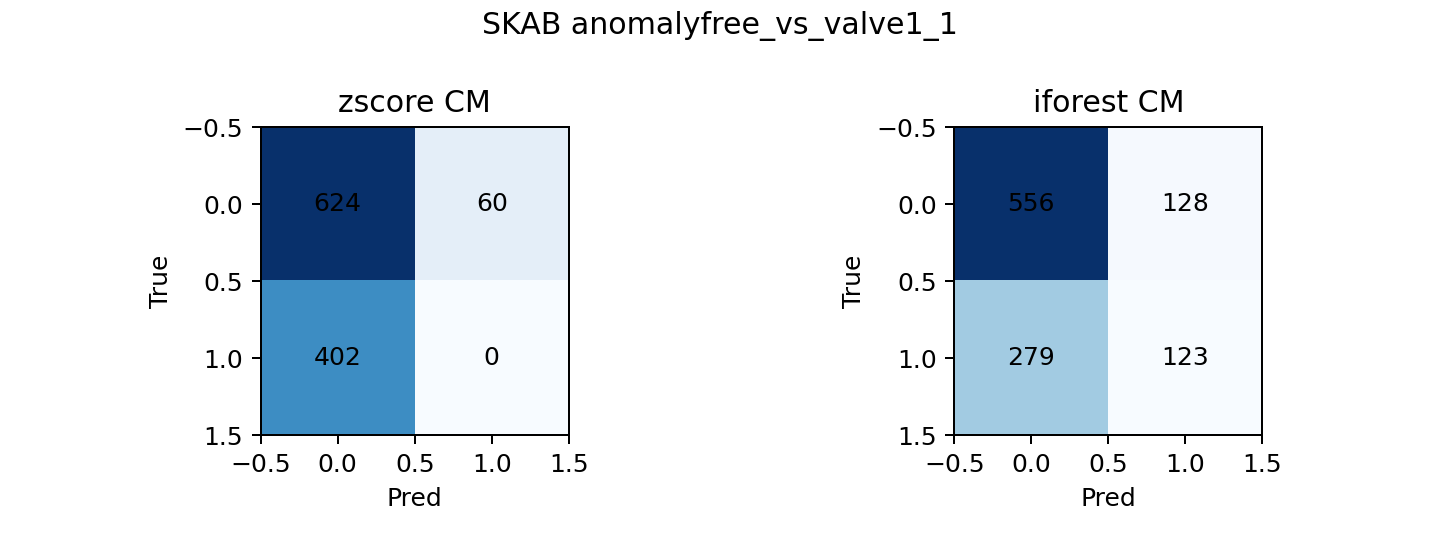 SKAB anomalyfree_vs_valve1_1
zscore CM
−0.5
0.0
0.5
1.0
1.5
True
624
60
402
0
−0.5 0.0 0.5 1.0 1.5
Pred
iforest CM
−0.5
0.0
0.5
1.0
1.5
True
556
128
279
123
−0.5 0.0 0.5 1.0 1.5
Pred